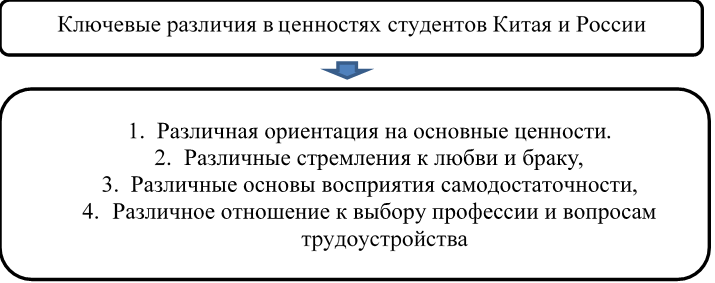 Ключевые различия в ценностях студентов Китая и России
1. Различная ориентация на основные ценности.
2. Различные стремления к любви и браку,
3. Различные основы восприятия самодостаточности,
4. Различное отношение к выбору профессии и вопросам
трудоустройства